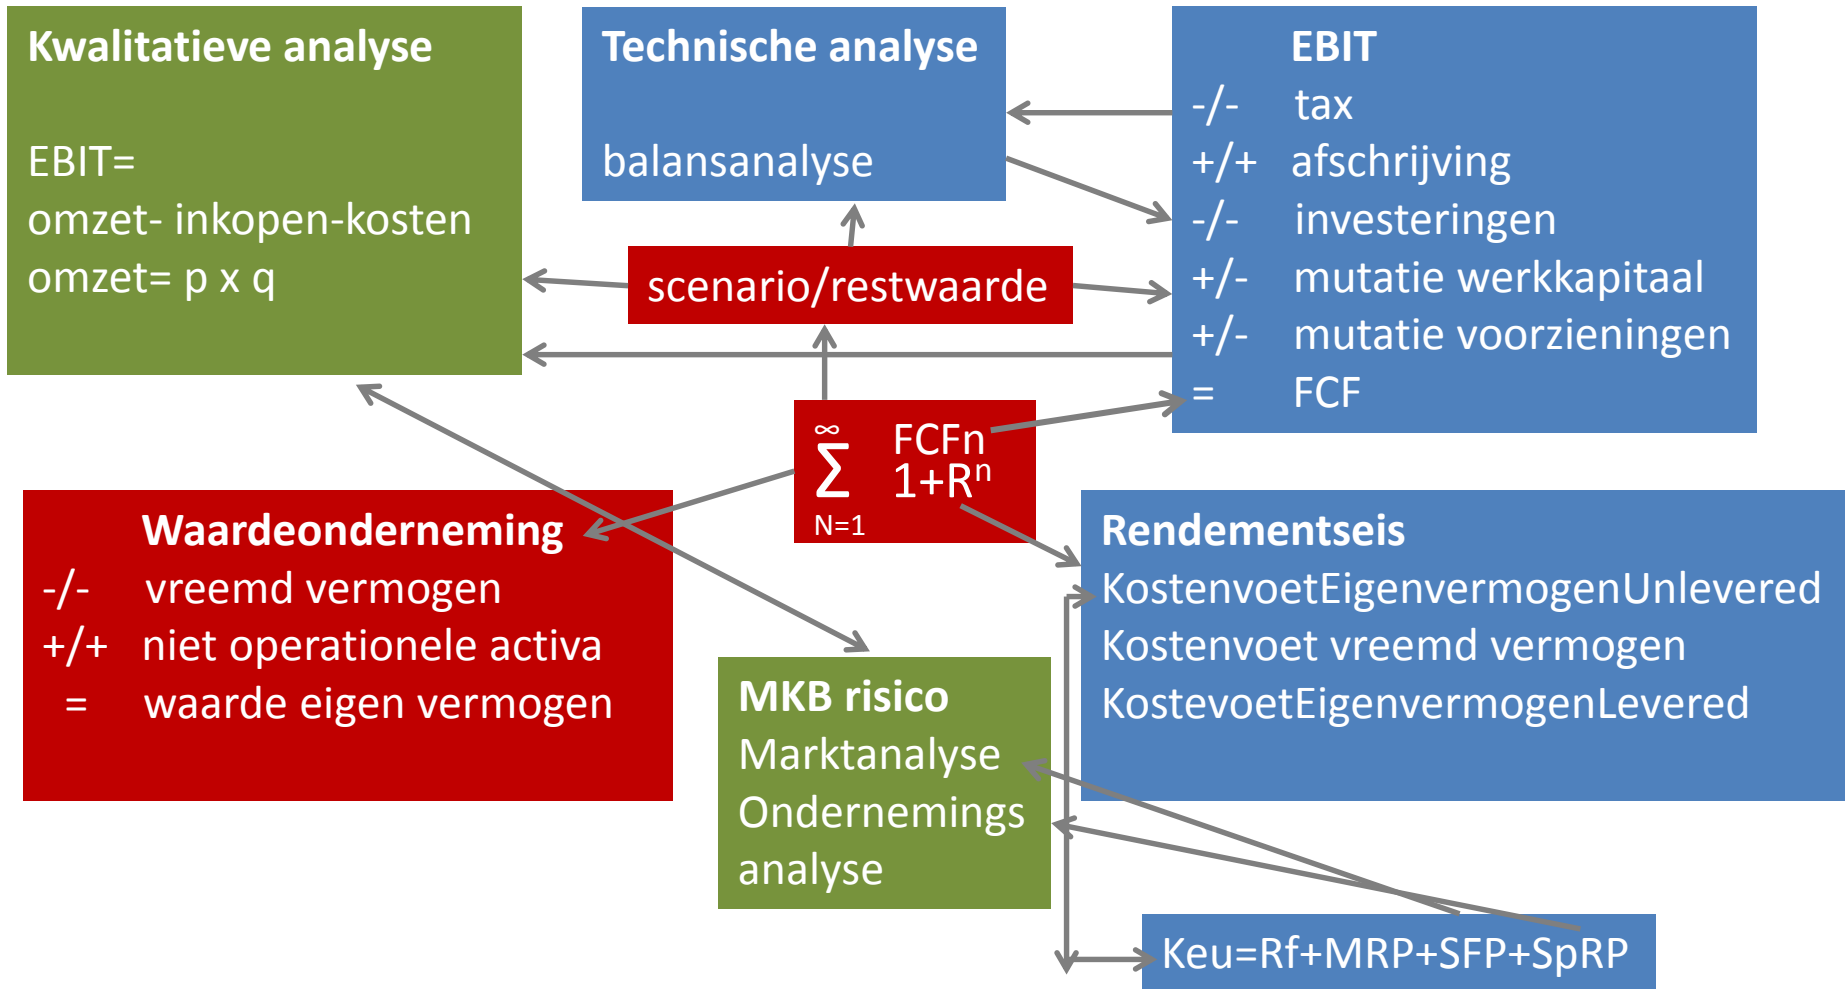 Kwalitatieve analyse
EBIT=
omzet- inkopen-kosten
omzet= p x q
Technische analyse
balansanalyse
EBIT
-/- tax
+/+ afschrijving
-/- investeringen
+/- mutatie werkkapitaal
+/- mutatie voorzieningen
= FCF
scenario/restwaarde
∞
Σ
N=1
FCFn
1+Rⁿ
Waardeonderneming
-/- vreemd vermogen
+/+ niet operationele activa
= waarde eigen vermogen
MKB risico
Marktanalyse
Ondernemings
analyse
Rendementseis
KostenvoetEigenvermogenUnlevered
Kostenvoet vreemd vermogen
KostevoetEigenvermogenLevered
Keu=Rf+MRP+SFP+SpRP